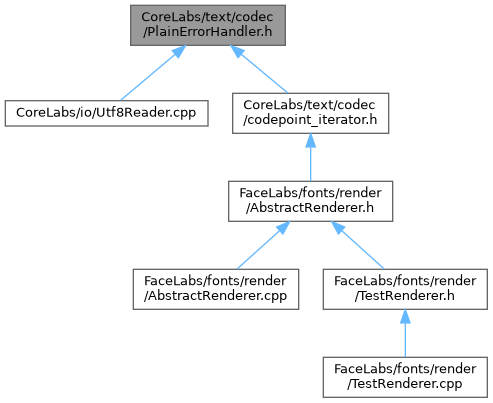 CoreLabs/text/codec
/PlainErrorHandler.h
CoreLabs/io/Utf8Reader.cpp
CoreLabs/text/codec
/codepoint_iterator.h
FaceLabs/fonts/render
/AbstractRenderer.h
FaceLabs/fonts/render
/AbstractRenderer.cpp
FaceLabs/fonts/render
/TestRenderer.h
FaceLabs/fonts/render
/TestRenderer.cpp